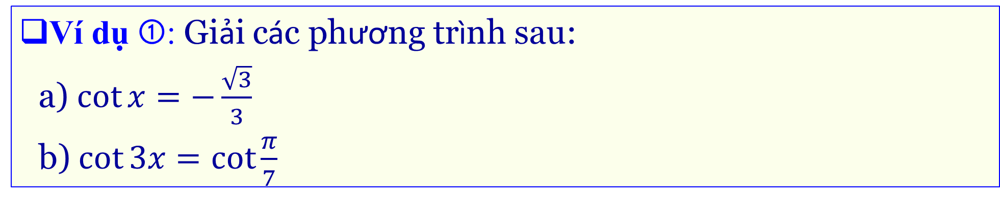 ❑Ví dụ ①: Giải các phương trình sau:
a) cot x = −√3/3
b) cot 3x = cot π/7